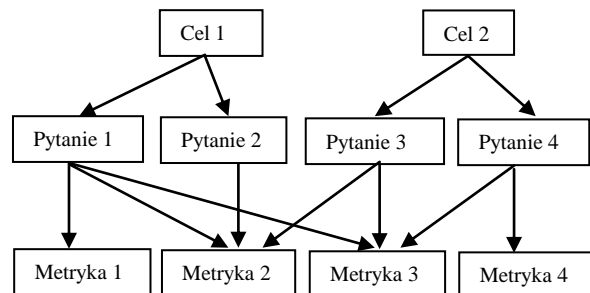 Cel 1
Cel 2
Pytanie 1
Pytanie 2
Pytanie 3
Pytanie 4
Metryka 1
Metryka 2
Metryka 3
Metryka 4